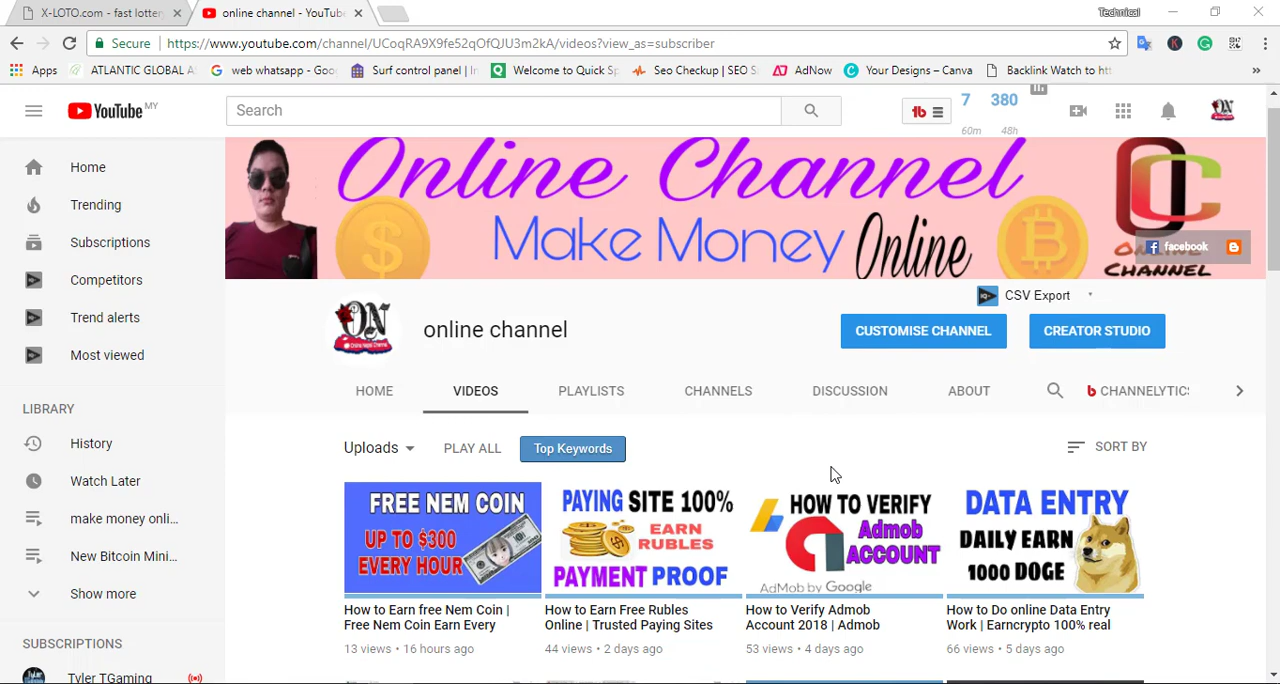 X-LOTO.com - fast lotter
online channel - YouTube
Technical
Secure
https://www.youtube.com/channel/UCoqRA9X9fe52qOfQJU3m2kA/videos?view_as=subscriber
Apps
ATLANTIC GLOBAL A
web whatsapp - Goo
Surf control panel | In
Welcome to Quick Sp
Seo Checkup | SEO S
AdNow
Your Designs – Canva
Backlink Watch to htt
YouTube MY
Search
tb
7
380
60m
48h
Home
Trending
Subscriptions
Competitors
Trend alerts
Most viewed
LIBRARY
History
Watch Later
make money onli...
New Bitcoin Mini...
Show more
SUBSCRIPTIONS
Tyler TGaming
Online Channel
Make Money Online
facebook
ONLINE
CHANNEL
CSV Export
ON
online channel
CUSTOMISE CHANNEL
CREATOR STUDIO
HOME
VIDEOS
PLAYLISTS
CHANNELS
DISCUSSION
ABOUT
CHANNELYTICS
Uploads
PLAY ALL
Top Keywords
SORT BY
FREE NEM COIN
UP TO $300
EVERY HOUR
How to Earn free Nem Coin |
Free Nem Coin Earn Every
13 views • 16 hours ago
PAYING SITE 100%
EARN
RUBLES
PAYMENT PROOF
How to Earn Free Rubles
Online | Trusted Paying Sites
44 views • 2 days ago
HOW TO VERIFY
Admob
ACCOUNT
AdMob by Google
How to Verify Admob
Account 2018 | Admob
53 views • 4 days ago
DATA ENTRY
DAILY EARN
1000 DOGE
How to Do online Data Entry
Work | Earncrypto 100% real
66 views • 5 days ago